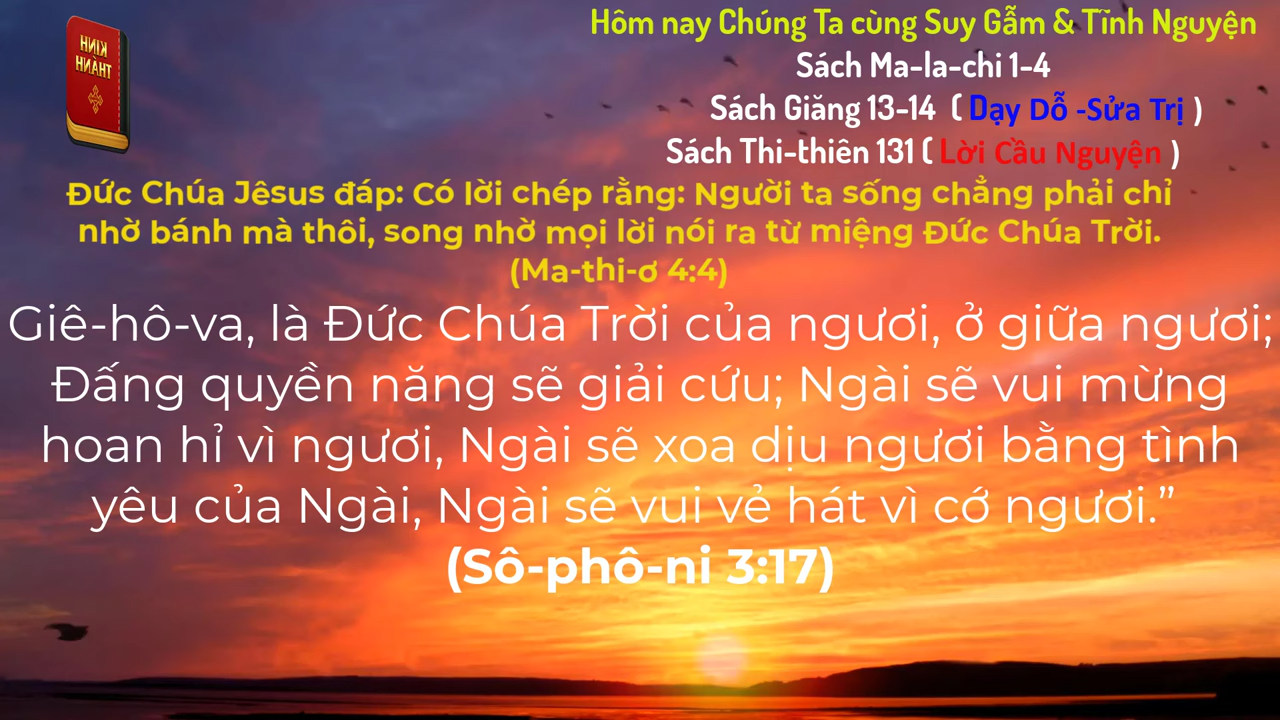 KINH
THÁNH
Hôm nay Chúng Ta cùng Suy Gẫm & Tĩnh Nguyện
Sách Ma-la-chi 1-4
Sách Giăng 13-14 ( Dạy Dỗ -Sửa Trị )
Sách Thi-thiên 131 ( Lời Cầu Nguyện )
Đức Chúa Jêsus đáp: Có lời chép rằng: Người ta sống chẳng phải chỉ
nhờ bánh mà thôi, song nhờ mọi lời nói ra từ miệng Đức Chúa Trời.
(Ma-thi-ơ 4:4)
Giê-hô-va, là Đức Chúa Trời của ngươi, ở giữa ngươi;
Đấng quyền năng sẽ giải cứu; Ngài sẽ vui mừng
hoan hỉ vì ngươi, Ngài sẽ xoa dịu ngươi bằng tình
yêu của Ngài, Ngài sẽ vui vẻ hát vì cớ ngươi.”
(Sô-phô-ni 3:17)